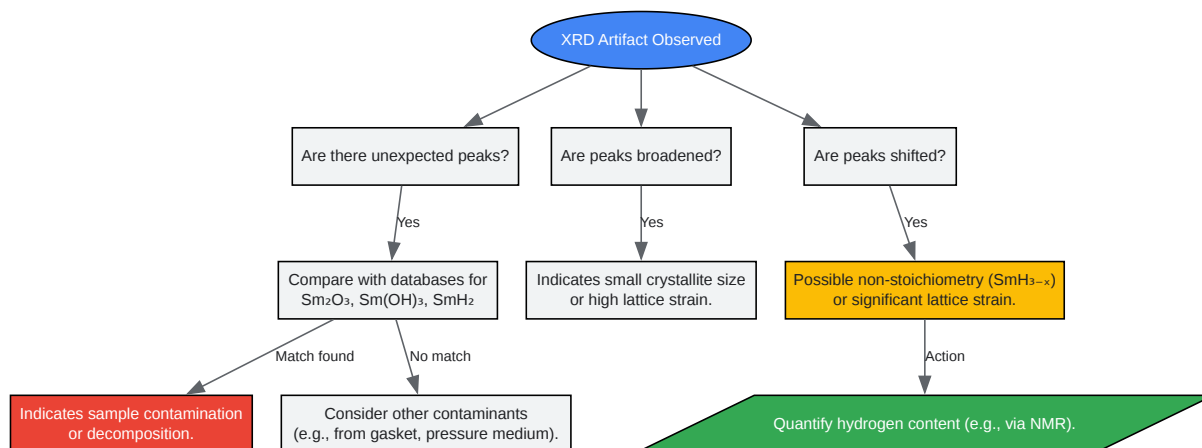 XRD Artifact Observed
Are there unexpected peaks?
Are peaks broadened?
Are peaks shifted?
Yes
Yes
Yes
Compare with databases for
Sm₂O₃, Sm(OH)₃, SmH₂
Indicates small crystallite size
or high lattice strain.
Possible non-stoichiometry (SmH₃₋ₓ)
or significant lattice strain.
Match found
No match
Action
Indicates sample contamination
or decomposition.
Consider other contaminants
(e.g., from gasket, pressure medium).
Quantify hydrogen content (e.g., via NMR).